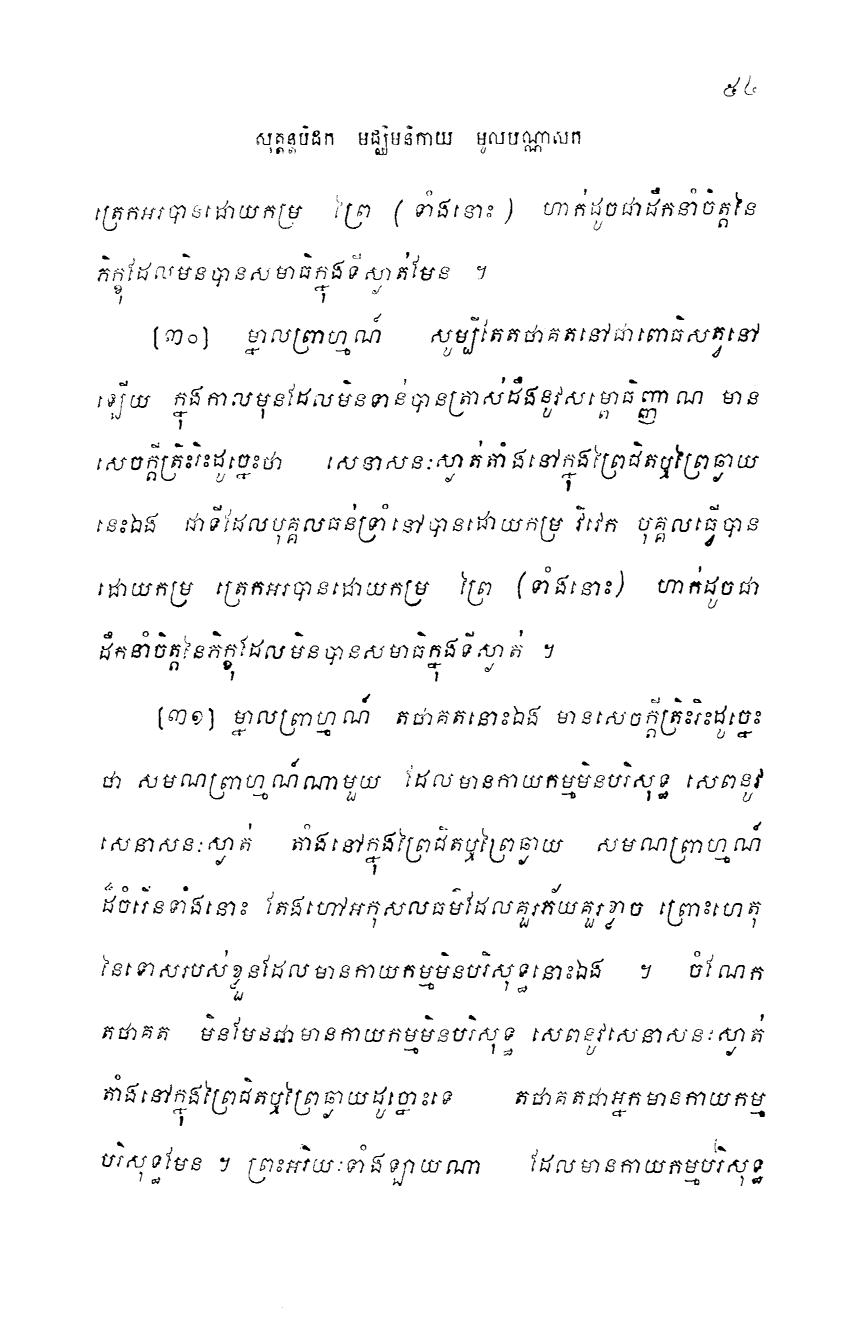 ៥៤
សុត្តន្តបិដក មជ្ឈិមនិកាយ មូលបណ្ណាសក
ត្រេកអរបានដោយកម្រ ព្រៃ ( ទាំងនោះ ) ហាក់ដូចជាដឹកនាំចិត្តនៃ
ភិក្ខុដែលមិនបានសមាធិក្នុងទីស្ងាត់មែន ។
[៣០] ម្នាលព្រាហ្មណ៍ សូម្បីតែតថាគតនៅជាពោធិសត្វនៅ
ឡើយ ក្នុងកាលមុនដែលមិនទាន់បានត្រាស់ដឹងនូវសម្ពោធិញ្ញាណ មាន
សេចក្តីត្រិះរិះដូច្នេះថា សេនាសនៈស្ងាត់តាំងនៅក្នុងព្រៃជិតឬព្រៃឆ្ងាយ
នេះឯង ជាទីដែលបុគ្គលធន់ទ្រាំនៅបានដោយកម្រ វិវេក បុគ្គលធ្វើបាន
ដោយកម្រ ត្រេកអរបានដោយកម្រ ព្រៃ (ទាំងនោះ) ហាក់ដូចជា
ដឹកនាំចិត្តនៃភិក្ខុដែលមិនបានសមាធិក្នុងទីស្ងាត់ ។
[៣១] ម្នាលព្រាហ្មណ៍ តថាគតនោះឯង មានសេចក្តីត្រិះរិះដូច្នេះ
ថា សមណព្រាហ្មណ៍ណាមួយ ដែលមានកាយកម្មមិនបរិសុទ្ធ សេពនូវ
សេនាសនៈស្ងាត់ តាំងនៅក្នុងព្រៃជិតឬព្រៃឆ្ងាយ សមណព្រាហ្មណ៍
ដ៏ចំរើនទាំងនោះ តែងហៅអកុសលធម៌ដែលគួរភ័យគួរខ្លាច ព្រោះហេតុ
នៃទោសរបស់ខ្លួនដែលមានកាយកម្មមិនបរិសុទ្ធនោះឯង ។ ចំណែក
តថាគត មិនមែនជាមានកាយកម្មមិនបរិសុទ្ធ សេពនូវសេនាសនៈស្ងាត់
តាំងនៅក្នុងព្រៃជិតឬព្រៃឆ្ងាយដូច្នោះទេ តថាគតជាអ្នកមានកាយកម្ម
បរិសុទ្ធមែន ។ ព្រះអរិយៈទាំងឡាយណា ដែលមានកាយកម្មបរិសុទ្ធ